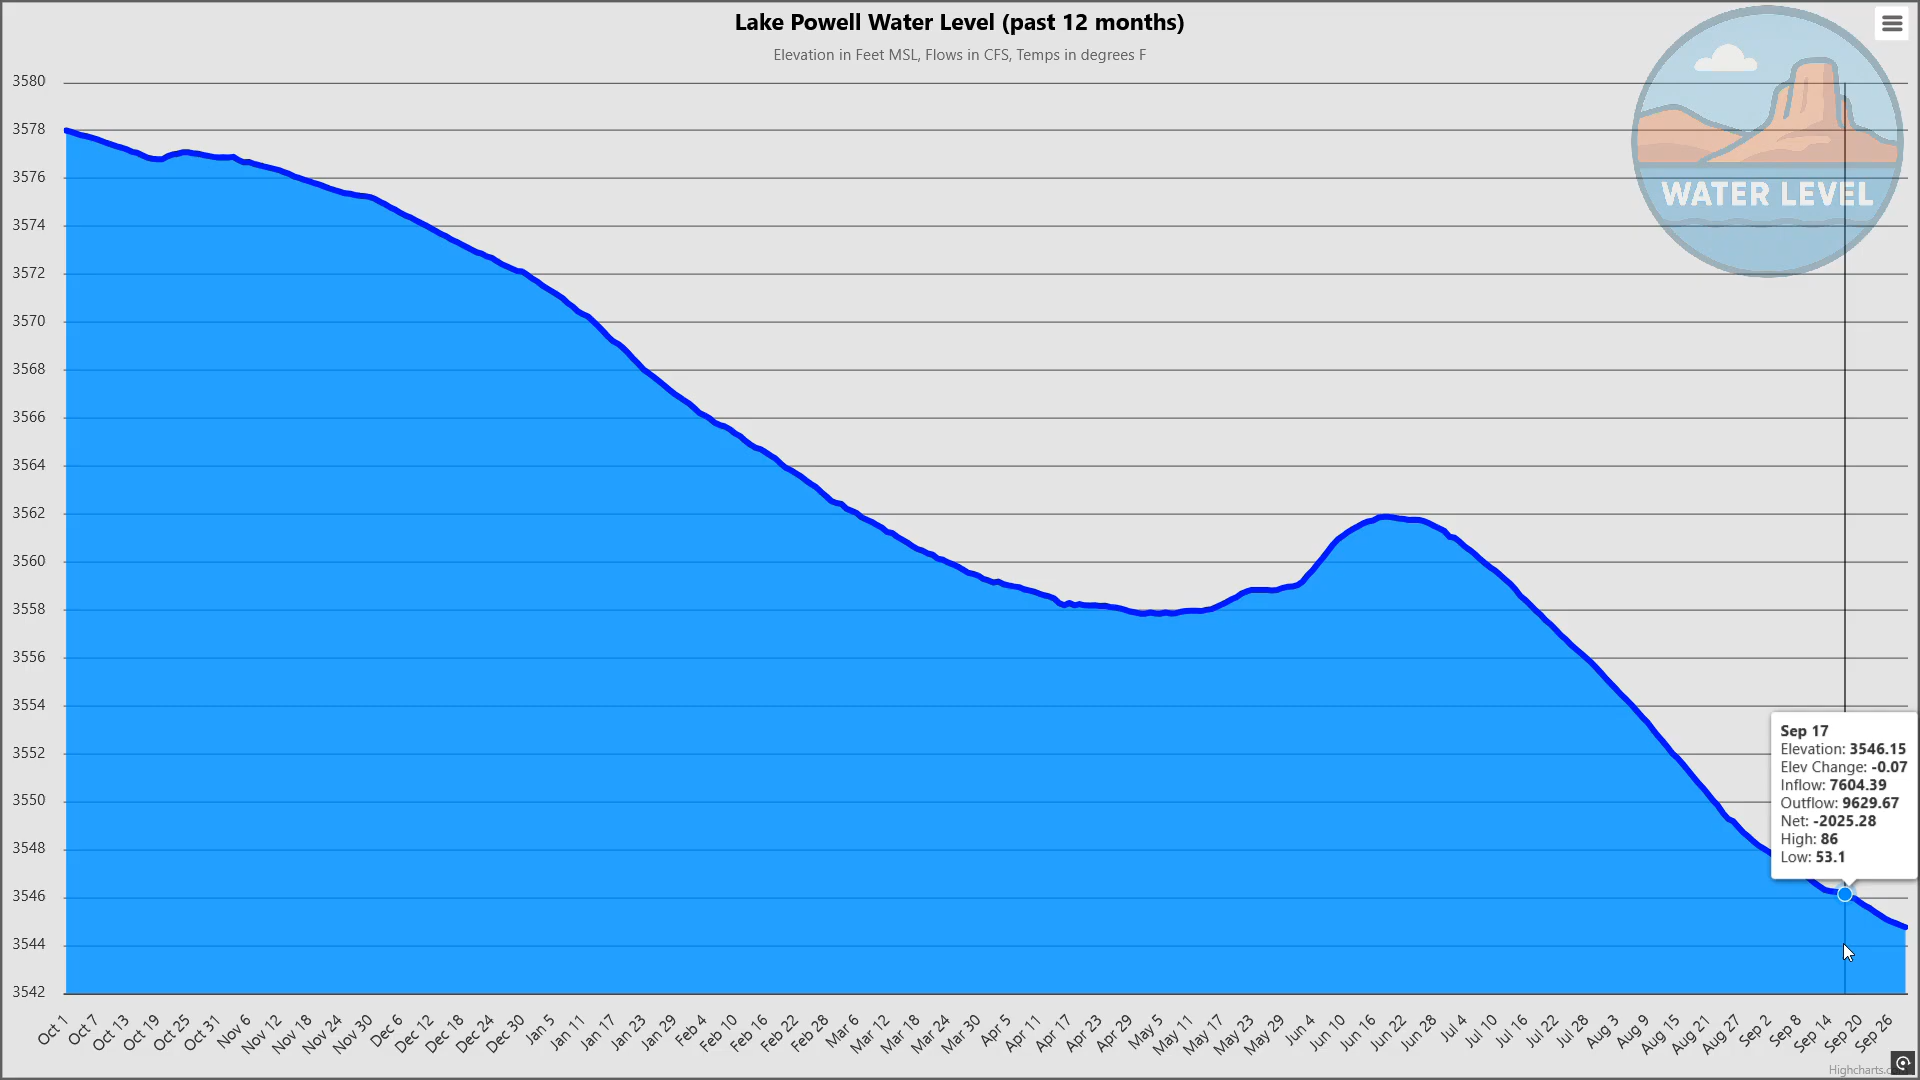 Lake Powell Water Level (past 12 months)
Elevation in Feet MSL, Flows in CFS, Temps in degrees F
WATER LEVEL
3580
3578
3576
3574
3572
3570
3568
3566
3564
3562
3560
3558
3556
3554
3552
3550
3548
3546
3544
3542
Sep 17
Elevation: 3546.15
Elev Change: -0.07
Inflow: 7604.39
Outflow: 9629.67
Net: -2025.28
High: 86
Low: 53.1
Oct 1
Oct 7
Oct 13
Oct 19
Oct 25
Oct 31
Nov 6
Nov 12
Nov 18
Nov 24
Nov 30
Dec 6
Dec 12
Dec 18
Dec 24
Dec 30
Jan 5
Jan 11
Jan 17
Jan 23
Jan 29
Feb 4
Feb 10
Feb 16
Feb 22
Feb 28
Mar 6
Mar 12
Mar 18
Mar 24
Mar 30
Apr 5
Apr 11
Apr 17
Apr 23
Apr 29
May 5
May 11
May 17
May 23
May 29
Jun 4
Jun 10
Jun 16
Jun 22
Jun 28
Jul 4
Jul 10
Jul 16
Jul 22
Jul 28
Aug 3
Aug 9
Aug 15
Aug 21
Aug 27
Sep 2
Sep 8
Sep 14
Sep 20
Sep 26
Highcharts.c